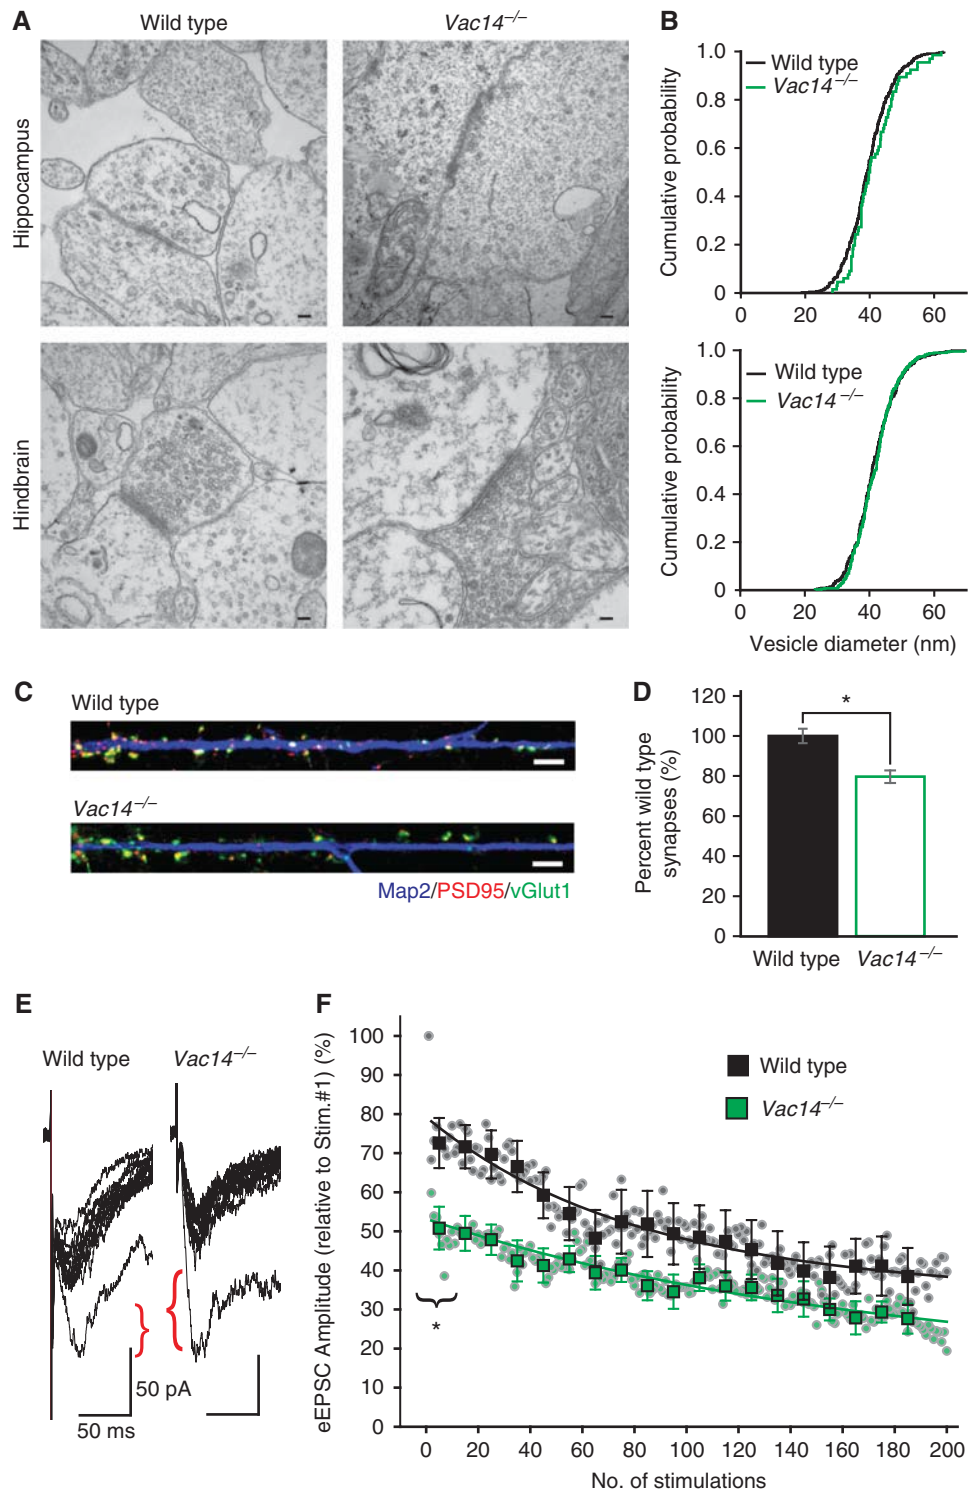 A
Wild type
Vac14−/−
Hippocampus
Hindbrain
B
1.0
0.8
0.6
0.4
0.2
0
Cumulative probability
Wild type
Vac14−/−
0
20
40
60
1.0
0.8
0.6
0.4
0.2
0
Cumulative probability
Wild type
Vac14−/−
0
20
40
60
Vesicle diameter (nm)
C
Wild type
Vac14−/−
Map2/PSD95/vGlut1
D
120
100
80
60
40
20
0
Percent wild type
synapses (%)
*
Wild type
Vac14−/−
E
Wild type
Vac14−/−
50 pA
50 ms
F
eEPSC Amplitude (relative to Stim.#1) (%)
100
90
80
70
60
50
40
30
20
10
0
Wild type
Vac14−/−
*
0
20
40
60
80
100
120
140
160
180
200
No. of stimulations